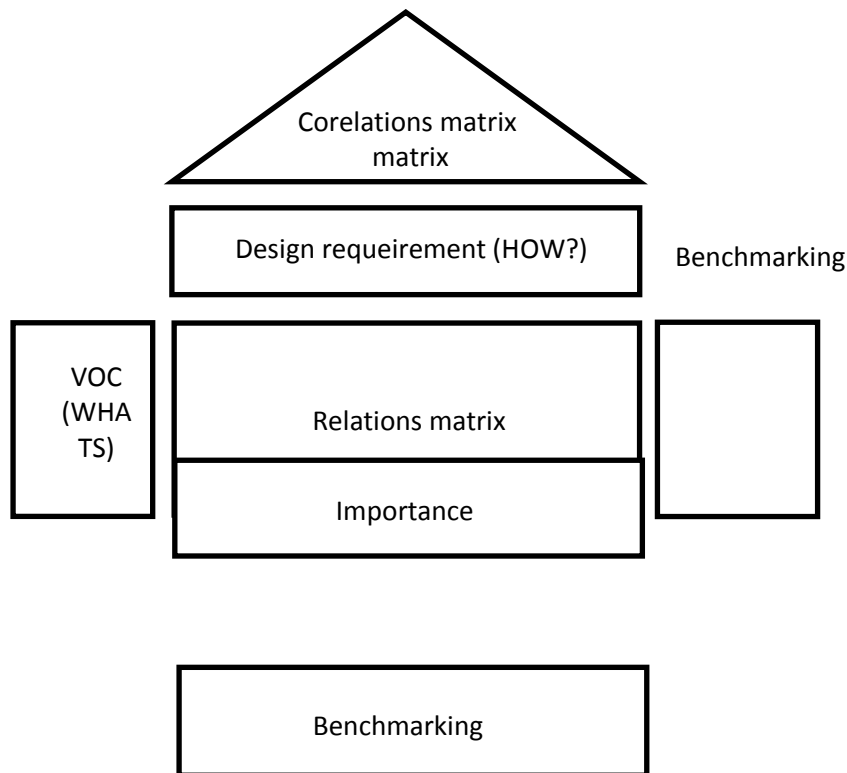 Corelations matrix
matrix
Design requeirement (HOW?)
Benchmarking
VOC
(WHA
TS)
Relations matrix
Importance
Benchmarking